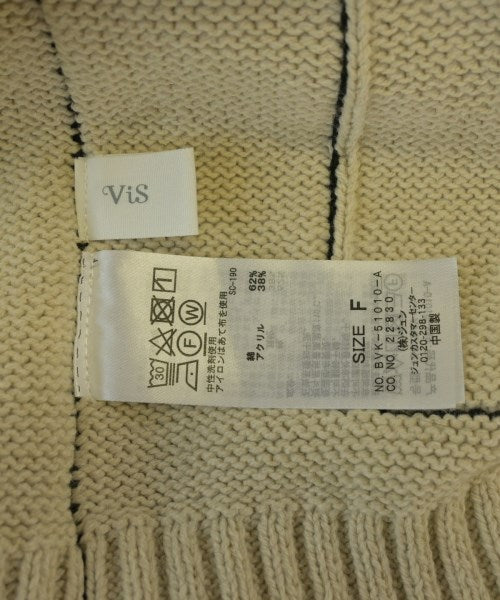 ViS
30
F W
中性洗剤使用
アイロンはあて布を使用
SD-190
綿 62%
アクリル 38%
SIZE F
NO. BVK-51010-A
CO. NO. 22830
(株)ジュン
ジュンカスタマーセンター
0120-298-133
中国製